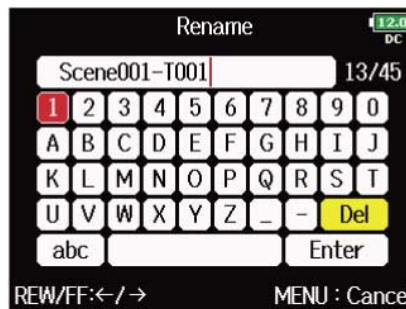 Rename
12.0
DC
Scene001-T001 13/45
1 2 3 4 5 6 7 8 9 0
A B C D E F G H I J
K L M N O P Q R S T
U V W X Y Z _ - Del
abc Enter
REW/FF:←/→ MENU : Cance